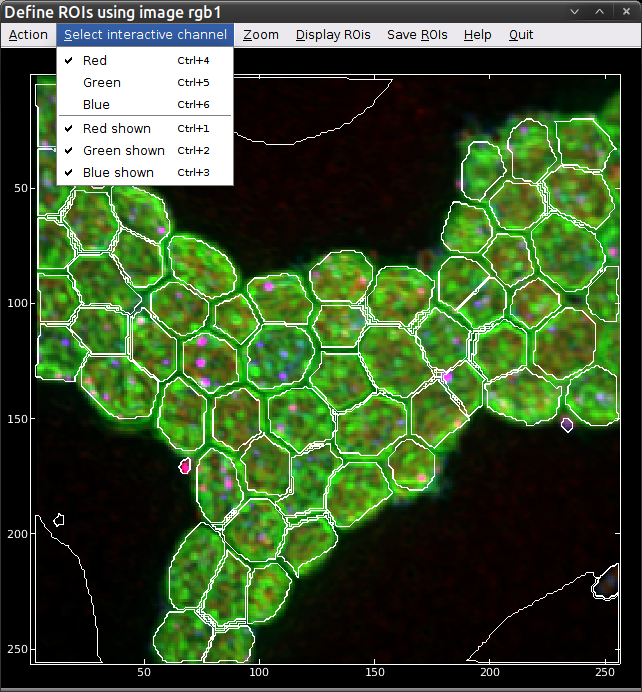 Define ROIs using image rgb1
Action Select interactive channel Zoom Display ROIs Save ROIs Help Quit
Red Ctrl+4
Green Ctrl+5
Blue Ctrl+6
Red shown Ctrl+1
Green shown Ctrl+2
Blue shown Ctrl+3
50
100
150
200
250
50 100 150 200 250